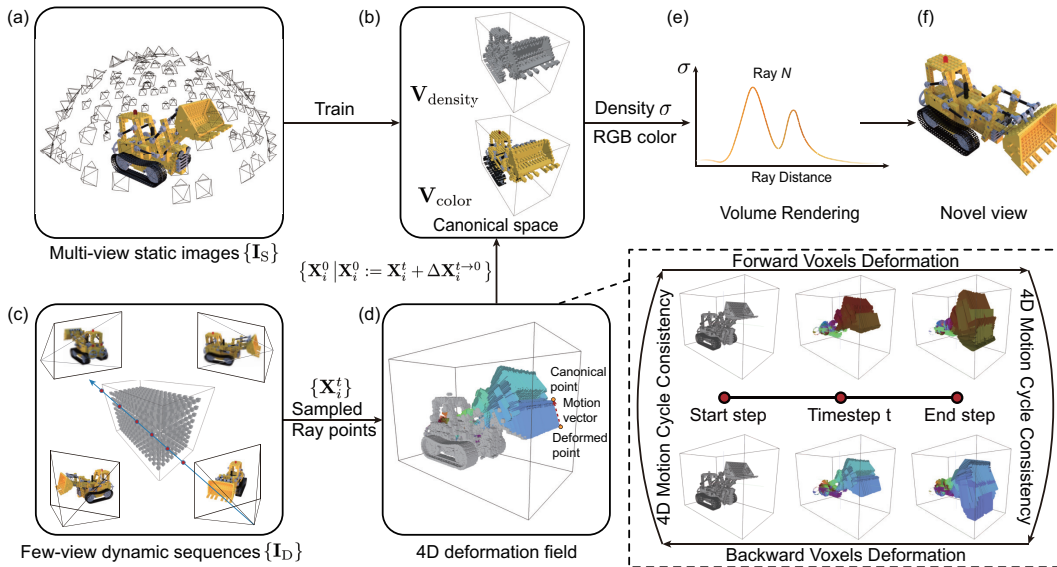 (a)
Multi-view static images {I_S}
Train
(b)
V_density
V_color
Canonical space
Density σ
RGB color
(e)
σ
Ray N
Ray Distance
Volume Rendering
(f)
Novel view
{X_i^0 | X_i^0 := X_i^t + ΔX_i^{t→0}}
(c)
Few-view dynamic sequences {I_D}
{X_i^t}
Sampled
Ray points
(d)
Canonical
point
Motion
vector
Deformed
point
4D deformation field
Forward Voxels Deformation
4D Motion Cycle Consistency
Start step
Timestep t
End step
4D Motion Cycle Consistency
Backward Voxels Deformation